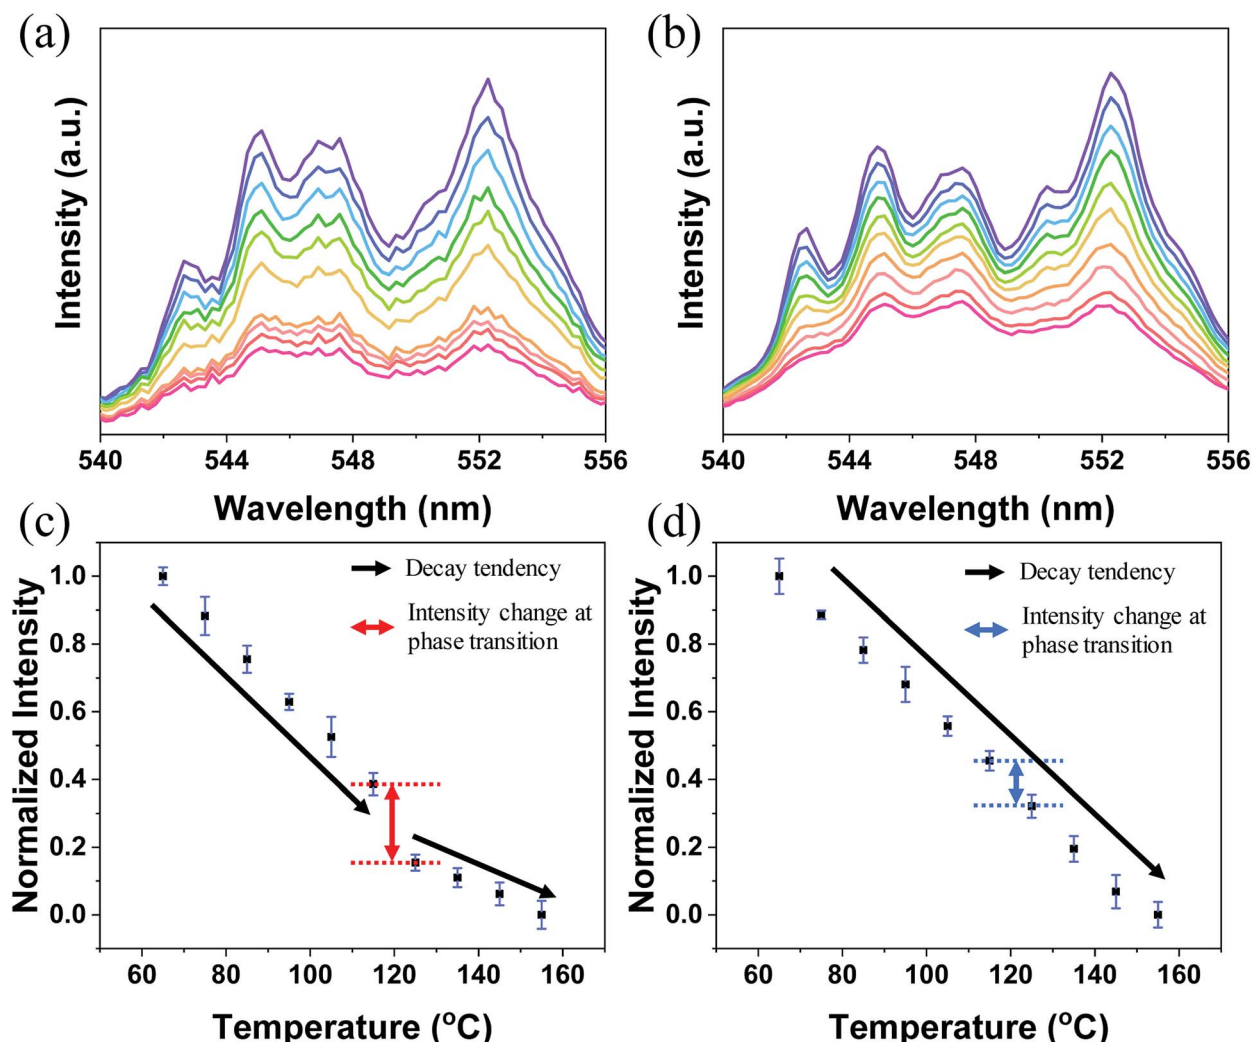 (a)
Intensity (a.u.)
540 544 548 552 556
Wavelength (nm)
(b)
Intensity (a.u.)
540 544 548 552 556
Wavelength (nm)
(c)
Normalized Intensity
1.0
0.8
0.6
0.4
0.2
0.0
Decay tendency
Intensity change at
phase transition
60 80 100 120 140 160
Temperature (°C)
(d)
Normalized Intensity
1.0
0.8
0.6
0.4
0.2
0.0
Decay tendency
Intensity change at
phase transition
60 80 100 120 140 160
Temperature (°C)